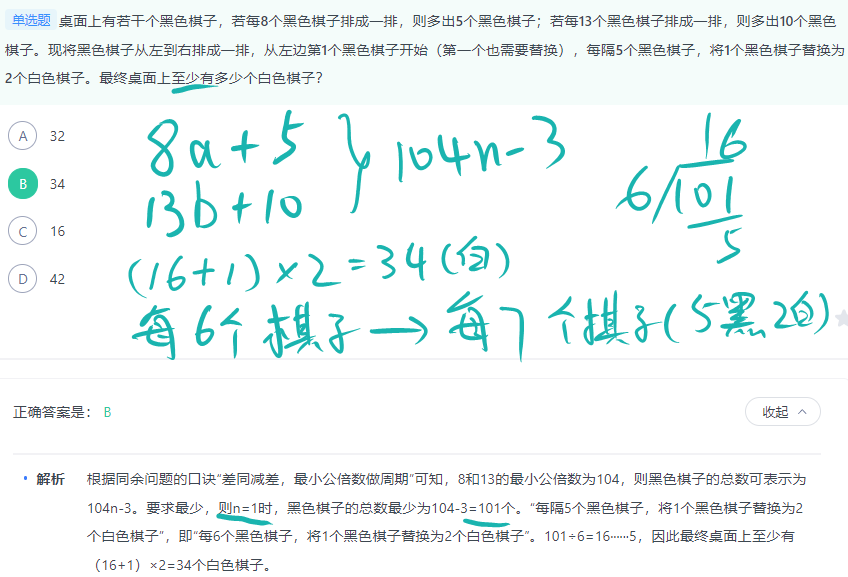 单选题 桌面上有若干个黑色棋子，若每8个黑色棋子排成一排，则多出5个黑色棋子；若每13个黑色棋子排成一排，则多出10个黑色
棋子。现将黑色棋子从左到右排成一排，从左边第1个黑色棋子开始（第一个也需要替换），每隔5个黑色棋子，将1个黑色棋子替换为
2个白色棋子。最终桌面上至少有多少个白色棋子？
A 32
B 34
C 16
D 42
8a+5
13b+10
} 104n-3
16
6/101
5
(16+1)×2=34(白)
每6个棋子→每7个棋子(5黑2白)
正确答案是： B
收起
• 解析 根据同余问题的口诀“差同减差，最小公倍数做周期”可知，8和13的最小公倍数为104，则黑色棋子的总数可表示为
104n-3。要求最少，则n=1时，黑色棋子的总数最少为104-3=101个。“每隔5个黑色棋子，将1个黑色棋子替换为2
个白色棋子”，即“每6个黑色棋子，将1个黑色棋子替换为2个白色棋子”。101÷6=16······5，因此最终桌面上至少有
（16+1）×2=34个白色棋子。